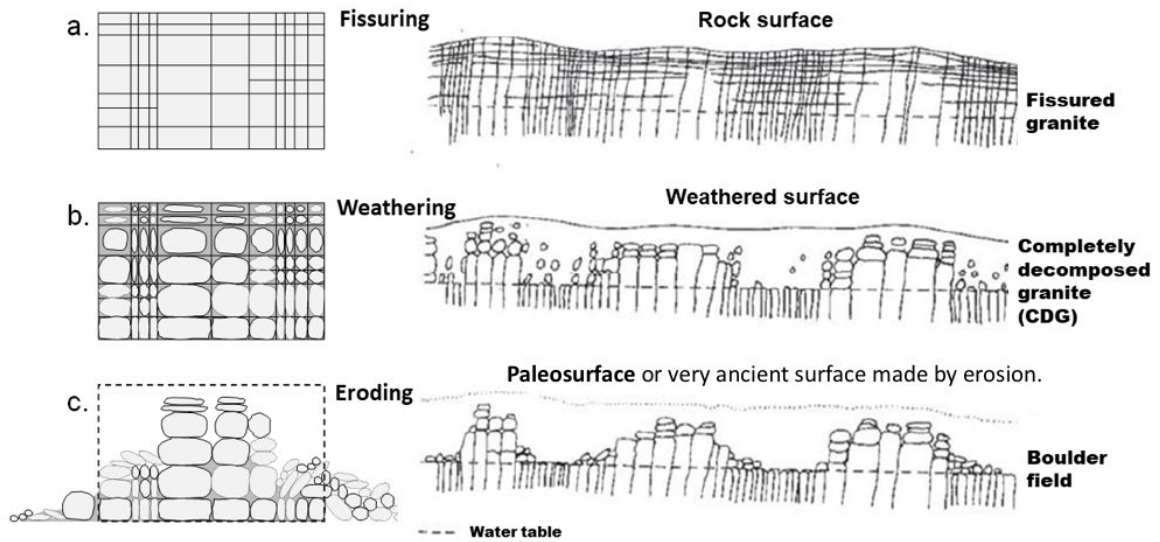 a.
Fissuring
Rock surface
Fissured
granite
b.
Weathering
Weathered surface
Completely
decomposed
granite
(CDG)
c.
Eroding
Paleosurface or very ancient surface made by erosion.
Boulder
field
Water table